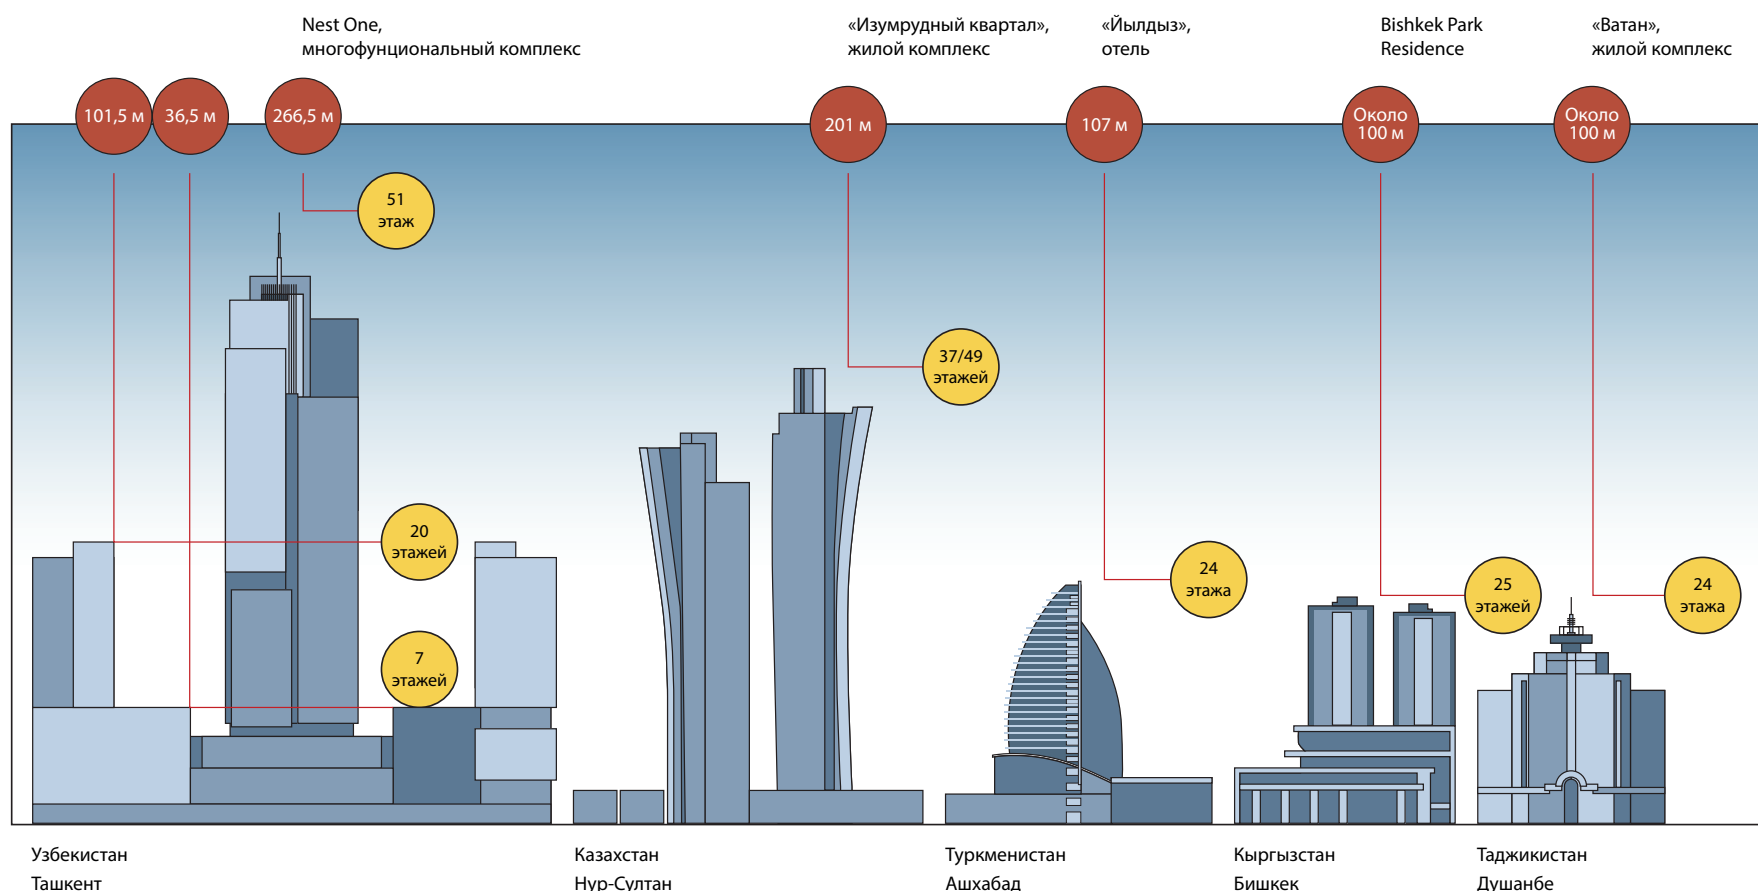 Nest One,
многофунциональный комплекс
«Изумрудный квартал»,
жилой комплекс
«Йылдыз»,
отель
Bishkek Park
Residence
«Ватан»,
жилой комплекс
101,5 м
36,5 м
266,5 м
201 м
107 м
Около
100 м
Около
100 м
51
этаж
37/49
этажей
20
этажей
24
этажа
25
этажей
24
этажа
7
этажей
Узбекистан
Ташкент
Казахстан
Нур-Султан
Туркменистан
Ашхабад
Кыргызстан
Бишкек
Таджикистан
Душанбе